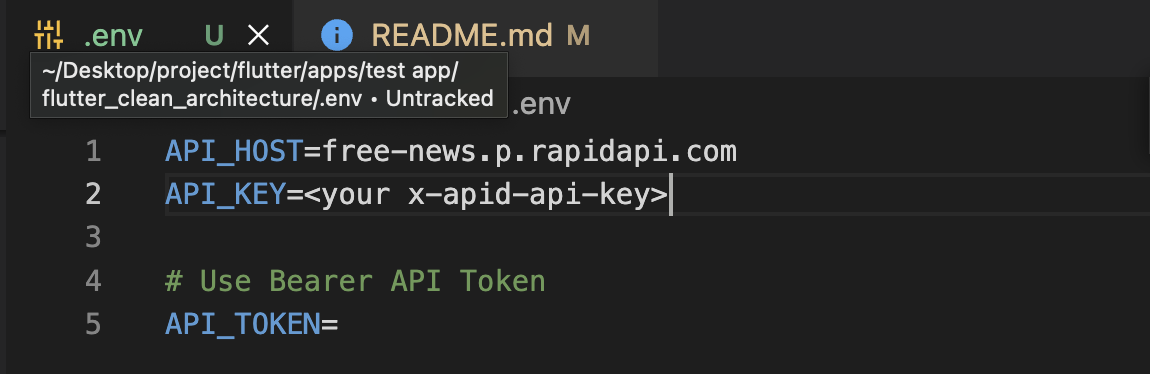 .env U × README.md M
~/Desktop/project/flutter/apps/test app/
flutter_clean_architecture/.env • Untracked
.env
1 API_HOST=free-news.p.rapidapi.com
2 API_KEY=<your x-apid-api-key>
3
4 # Use Bearer API Token
5 API_TOKEN=